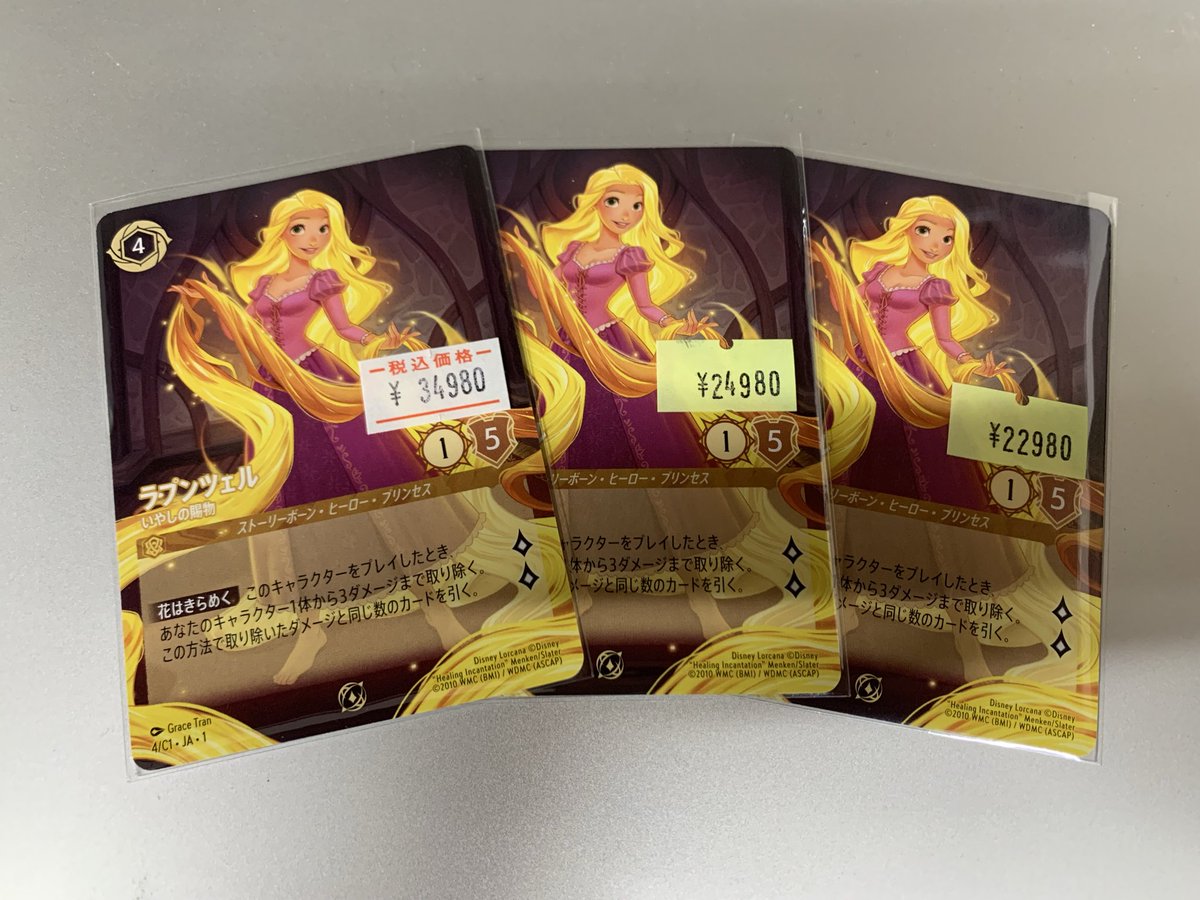 4
一税込価格一
¥ 34980
1 5
ラプンツェル
いやしの賜物
ストーリーボーン・ヒーロー・プリンセス
花はきらめく このキャラクターをプレイしたとき、
あなたのキャラクター1体から3ダメージまで取り除く。
この方法で取り除いたダメージと同じ数のカードを引く。
Grace Tran
4/C1・JA・1
Disney Lorcana ©Disney
"Healing Incantation" Menken/Slater
©2010 WMC (BMI) / WDMC (ASCAP)
¥24980
1 5
リーボーン・ヒーロー・プリンセス
ャラクターをプレイしたとき、
体から3ダメージまで取り除く。
メージと同じ数のカードを引く。
Disney Lorcana ©Disney
"Healing Incantation" Menken/Slater
©2010 WMC (BMI) / WDMC (ASCAP)
¥22980
1 5
リーボーン・ヒーロー・プリンセス
ャラクターをプレイしたとき、
体から3ダメージまで取り除く。
メージと同じ数のカードを引く。
Disney Lorcana ©Disney
"Healing Incantation" Menken/Slater
©2010 WMC (BMI) / WDMC (ASCAP)